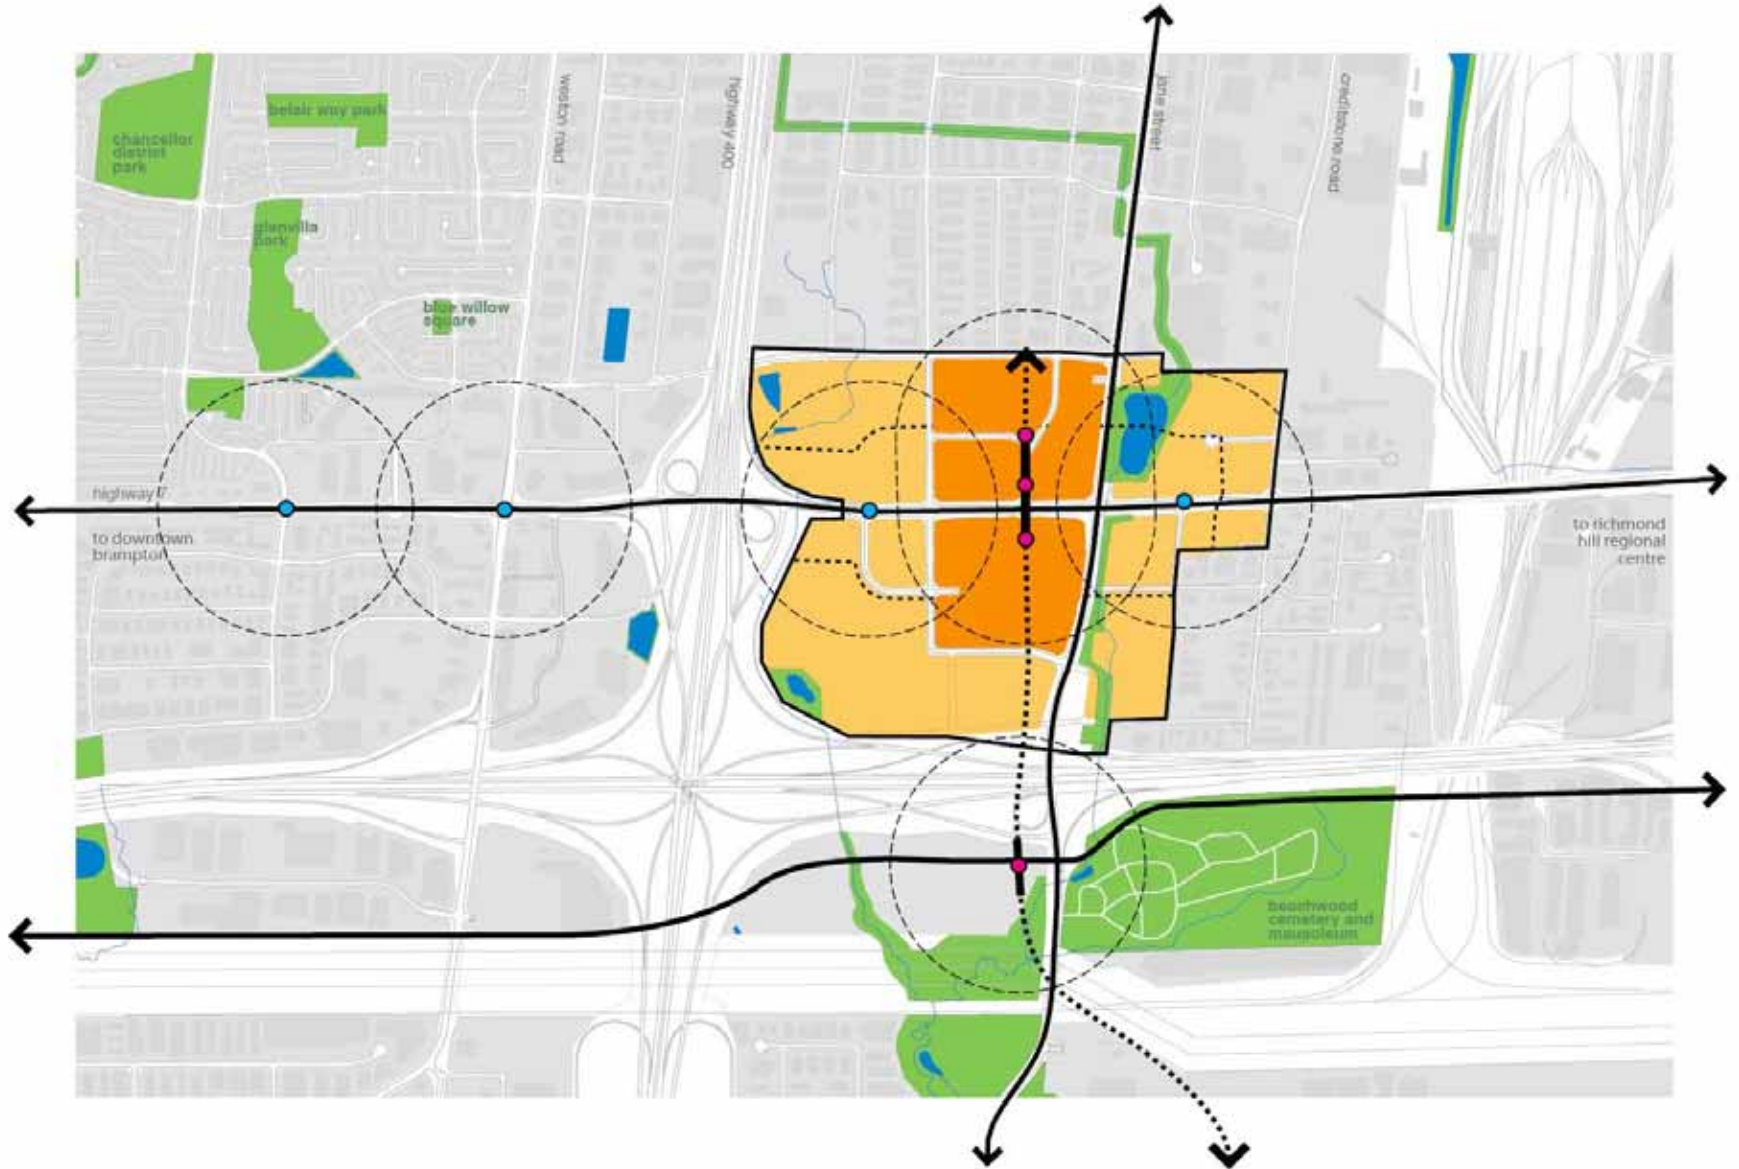 chancellor
district
park
belair way park
weston road
highway 400
jane street
creditstone road
glanvilla
park
blue willow
square
highway 7
to downtown
brampton
to richmond
hill regional
centre
beechwood
cemetery and
mausoleum